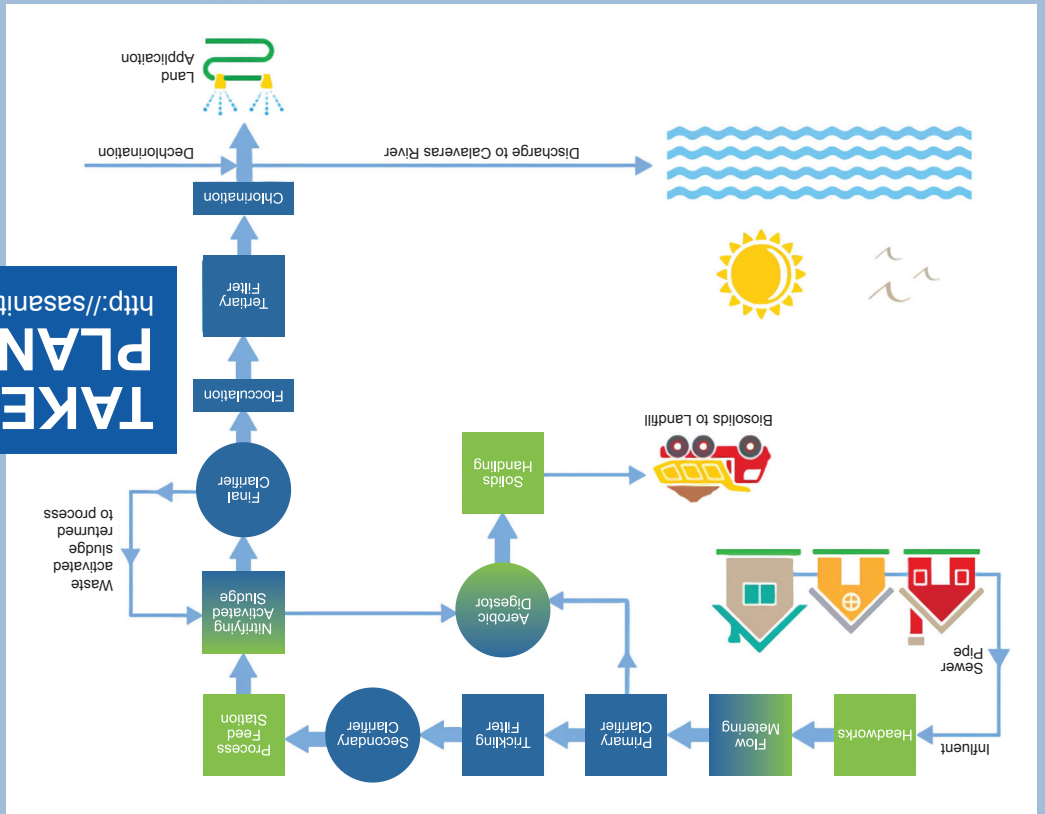 Influent
Sewer
Pipe
Headworks
Flow
Metering
Primary
Clarifier
Trickling
Filter
Secondary
Clarifier
Process
Feed
Station
Aerobic
Digestor
Nitrifying
Activated
Sludge
Waste
activated
sludge
returned
to process
Biosolids to Landfill
Solids
Handling
Final
Clarifier
Flocculation
TAKE
PLAN
http://sasanit
Tertiary
Filter
Chlorination
Discharge to Calaveras River
Dechlorination
Land
Applicaiton